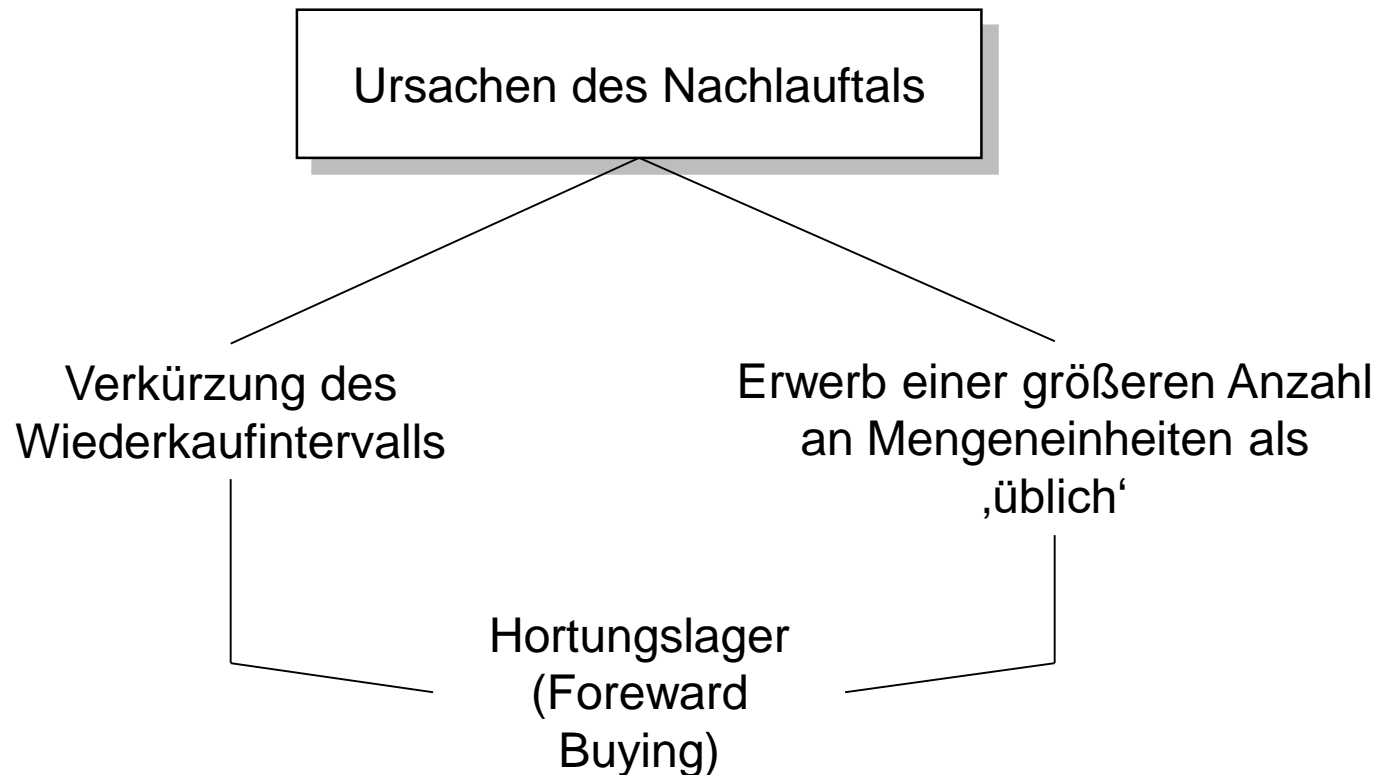 Ursachen des Nachlauftals
Verkürzung des
Wiederkaufintervalls
Erwerb einer größeren Anzahl
an Mengeneinheiten als
‚üblich‘
Hortungslager
(Foreward
Buying)